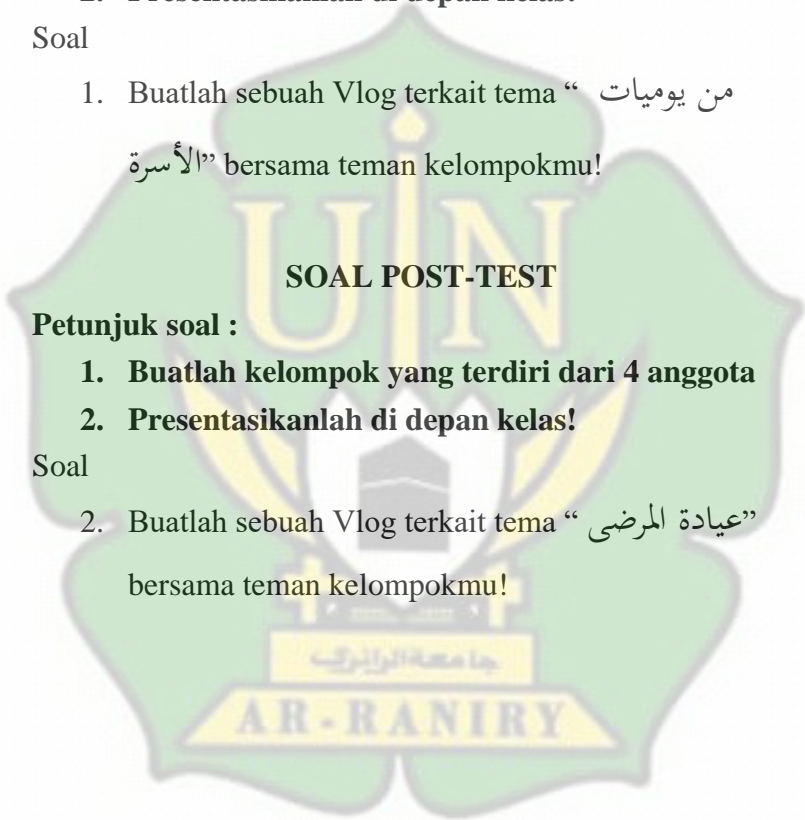 2. Presentasikanlah di depan kelas!
Soal
1. Buatlah sebuah Vlog terkait tema “من يوميات
الأسرة” bersama teman kelompokmu!
SOAL POST-TEST
Petunjuk soal :
1. Buatlah kelompok yang terdiri dari 4 anggota
2. Presentasikanlah di depan kelas!
Soal
2. Buatlah sebuah Vlog terkait tema “عيادة المرضى”
bersama teman kelompokmu!
UIN
جامعة الرانري
AR-RANIRY